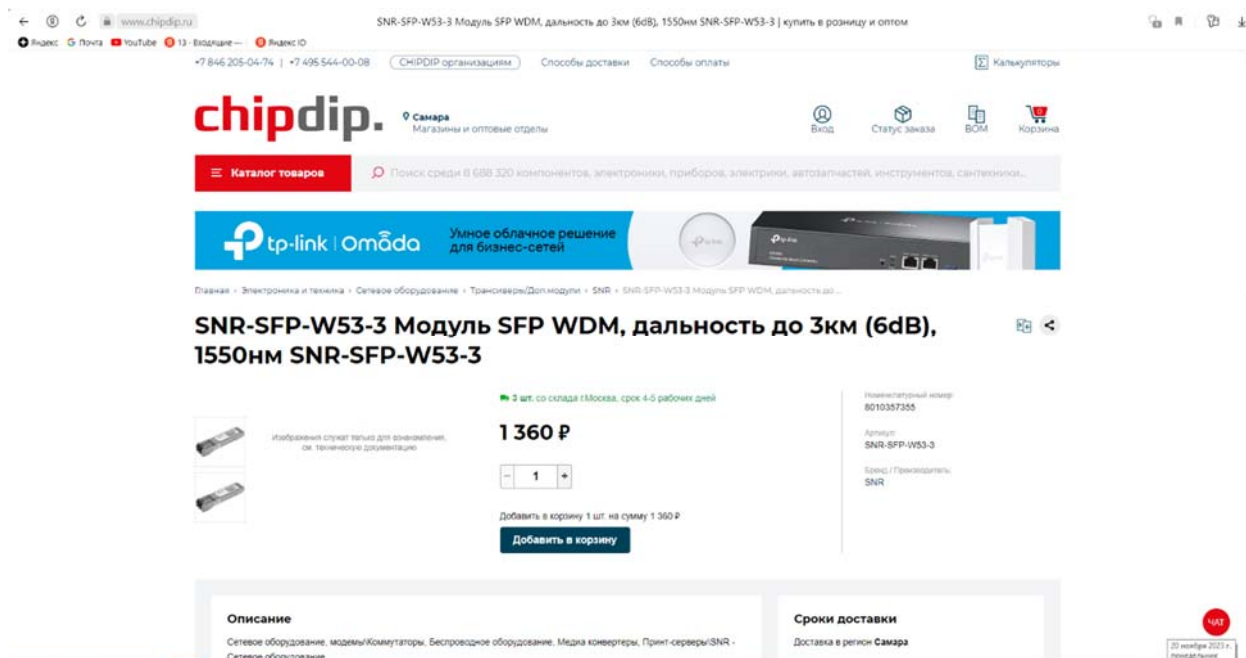 www.chipdip.ru
SNR-SFP-W53-3 Модуль SFP WDM, дальность до 3км (6dB), 1550нм SNR-SFP-W53-3 | купить в розницу и оптом
Яндекс Почта YouTube 13 · Входящие — Яндекс ID
+7 846 205-04-74 | +7 495 544-00-08 CHIPDIP организациям Способы доставки Способы оплаты Калькуляторы
chipdip.
Самара
Магазины и оптовые отделы
Вход Статус заказа BOM 0 Корзина
Каталог товаров
Поиск среди 8 688 320 компонентов, электроники, приборов, электрики, автозапчастей, инструментов, сантехники...
tp-link | Omada
Умное облачное решение
для бизнес-сетей
Главная › Электроника и техника › Сетевое оборудование › Трансиверы/Доп.модули › SNR › SNR-SFP-W53-3 Модуль SFP WDM, дальность до ...
SNR-SFP-W53-3 Модуль SFP WDM, дальность до 3км (6dB),
1550нм SNR-SFP-W53-3
Изображения служат только для ознакомления,
см. техническую документацию
3 шт. со склада г.Москва, срок 4-5 рабочих дней
1 360 ₽
− 1 +
Добавить в корзину 1 шт. на сумму 1 360 ₽
Добавить в корзину
Номенклатурный номер:
8010357355
Артикул:
SNR-SFP-W53-3
Бренд / Производитель:
SNR
Описание
Сетевое оборудование, модемы\Коммутаторы, Беспроводное оборудование, Медиа конвертеры, Принт-серверы\SNR -
Сетевое оборудование
Сроки доставки
Доставка в регион Самара
ЧАТ
20 ноября 2023 г.
понедельник